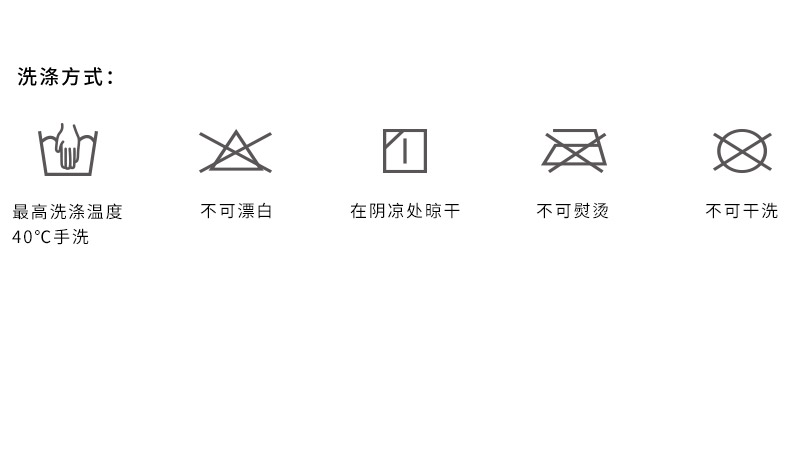 洗涤方式：
最高洗涤温度
40℃手洗
不可漂白
在阴凉处晾干
不可熨烫
不可干洗